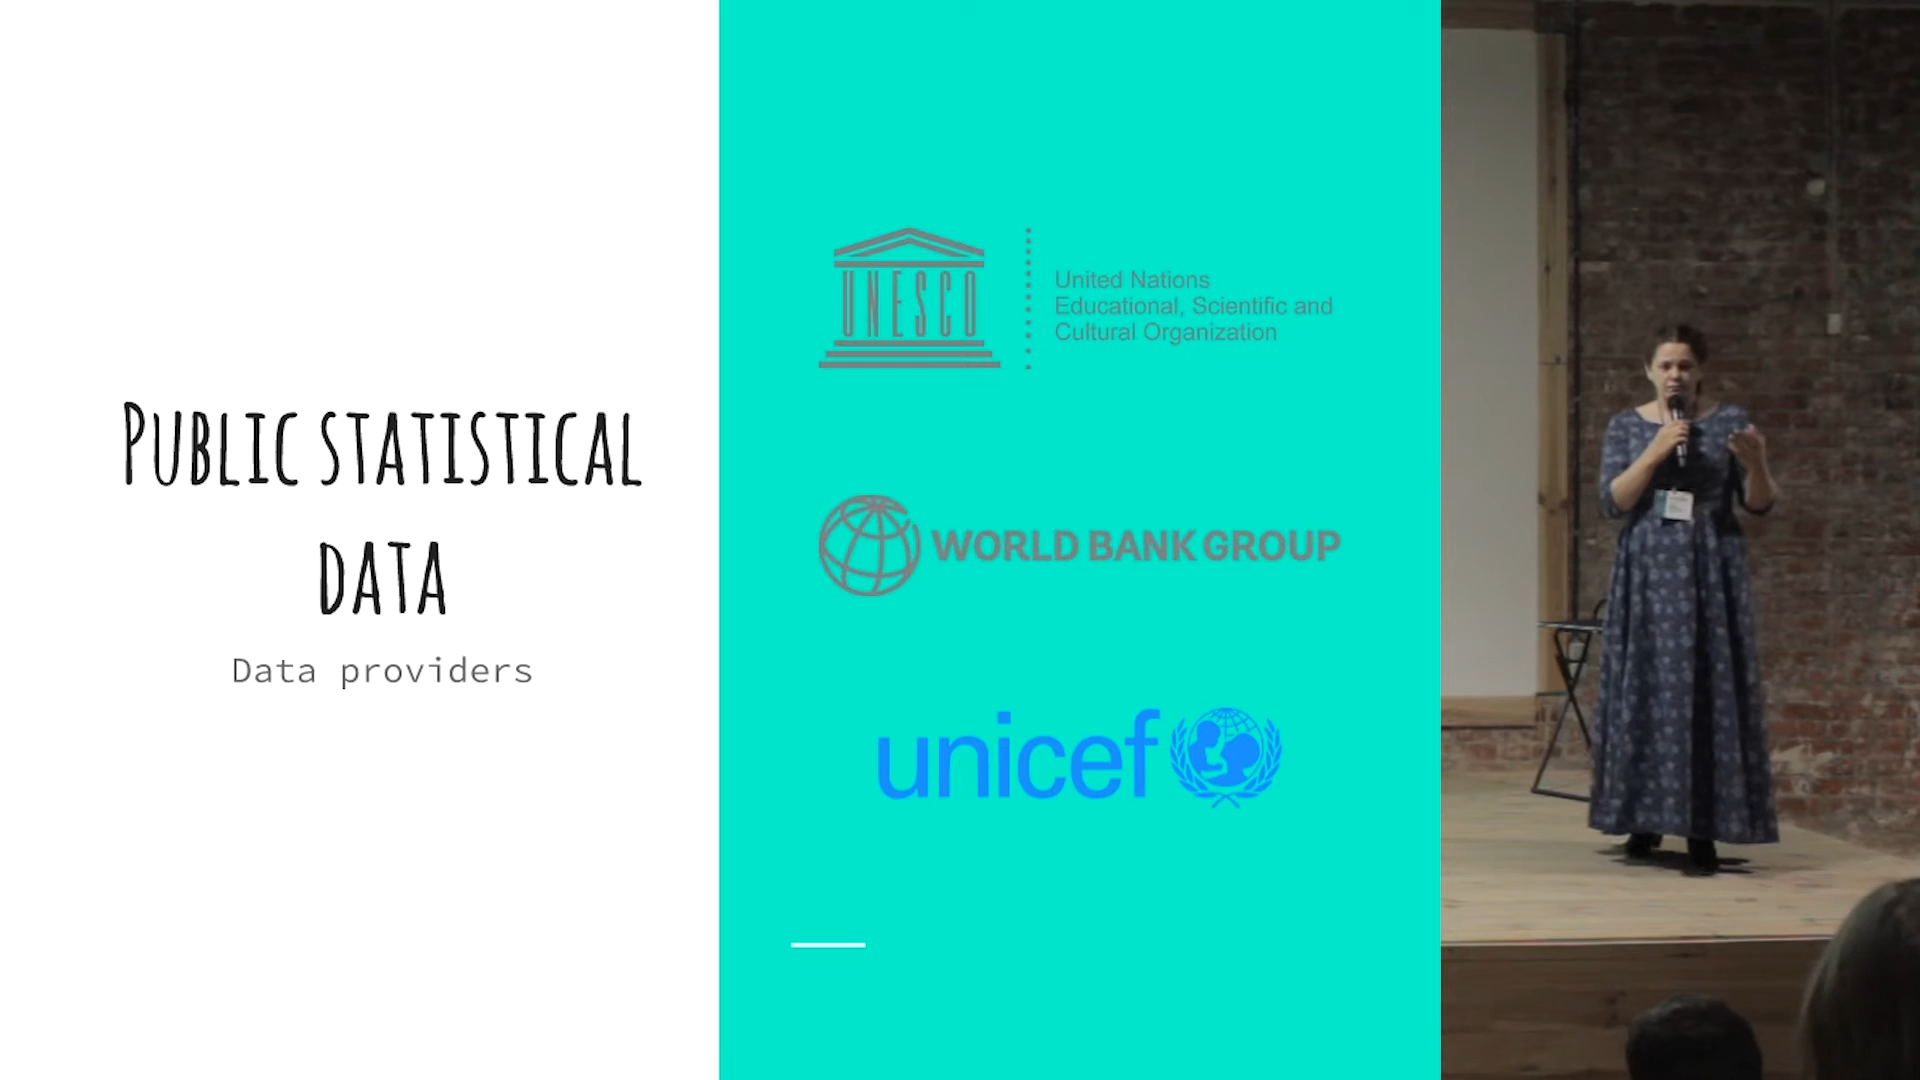 PUBLIC STATISTICAL
DATA
Data providers
UNESCO
United Nations
Educational, Scientific and
Cultural Organization
WORLD BANK GROUP
unicef